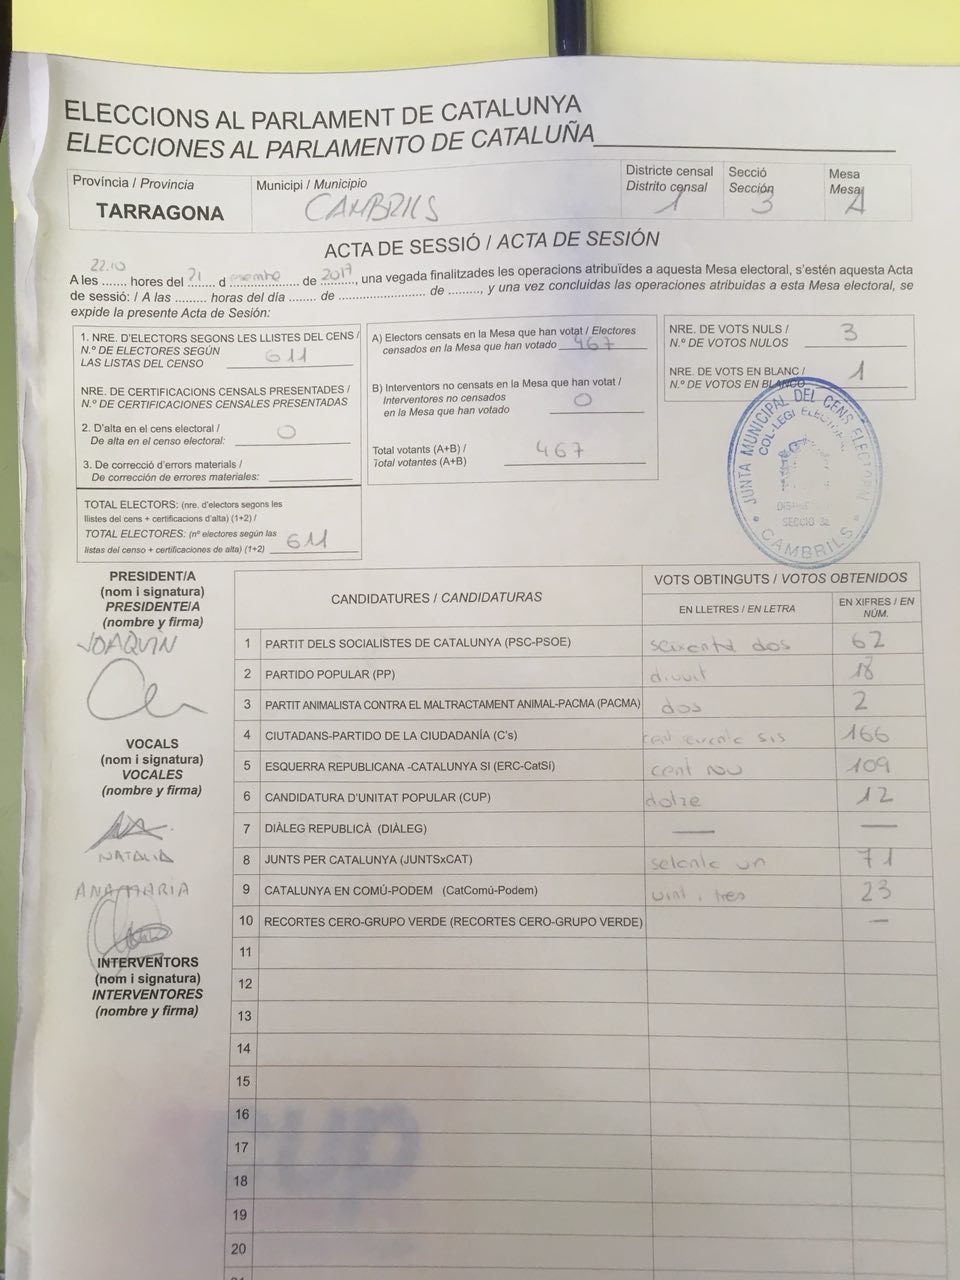 ELECCIONS AL PARLAMENT DE CATALUNYA
ELECCIONES AL PARLAMENTO DE CATALUÑA
Província / Provincia
TARRAGONA
Municipi / Municipio
CAMBRILS
Districte censal
Distrito censal
1
Secció
Sección
3
Mesa
Mesa
A
ACTA DE SESSIÓ / ACTA DE SESIÓN
22.10
A les ....... hores del 21 d esembre de 2017, una vegada finalitzades les operacions atribuïdes a aquesta Mesa electoral, s'estén aquesta Acta
de sessió: / A las ......... horas del día ....... de ...................... de ........., y una vez concluidas las operaciones atribuidas a esta Mesa electoral, se
expide la presente Acta de Sesión:
1. NRE. D'ELECTORS SEGONS LES LLISTES DEL CENS /
N.º DE ELECTORES SEGÚN
LAS LISTAS DEL CENSO 611
NRE. DE CERTIFICACIONS CENSALS PRESENTADES /
N.º DE CERTIFICACIONES CENSALES PRESENTADAS
2. D'alta en el cens electoral /
De alta en el censo electoral: 0
3. De correcció d'errors materials /
De corrección de errores materiales:
TOTAL ELECTORS: (nre. d'electors segons les
llistes del cens + certificacions d'alta) (1+2) /
TOTAL ELECTORES: (nº electores según las
listas del censo + certificaciones de alta) (1+2) 611
A) Electors censats en la Mesa que han votat / Electores
censados en la Mesa que han votado 467
B) Interventors no censats en la Mesa que han votat /
Interventores no censados
en la Mesa que han votado 0
Total votants (A+B) /
Total votantes (A+B) 467
NRE. DE VOTS NULS /
N.º DE VOTOS NULOS 3
NRE. DE VOTS EN BLANC /
N.º DE VOTOS EN BLANCO 1
JUNTA MUNICIPAL DEL CENS ELECTORAL
COL·LEGI ELECTORAL
SECCIO 3a
CAMBRILS
PRESIDENT/A
(nom i signatura)
PRESIDENTE/A
(nombre y firma)
JOAQUIN
VOCALS
(nom i signatura)
VOCALES
(nombre y firma)
NATALIA
ANA MARIA
INTERVENTORS
(nom i signatura)
INTERVENTORES
(nombre y firma)
CANDIDATURES / CANDIDATURAS
VOTS OBTINGUTS / VOTOS OBTENIDOS
EN LLETRES / EN LETRA
EN XIFRES / EN
NÚM.
1 PARTIT DELS SOCIALISTES DE CATALUNYA (PSC-PSOE) seixanta dos 62
2 PARTIDO POPULAR (PP) divuit 18
3 PARTIT ANIMALISTA CONTRA EL MALTRACTAMENT ANIMAL-PACMA (PACMA) dos 2
4 CIUTADANS-PARTIDO DE LA CIUDADANÍA (C's) cent sis 166
5 ESQUERRA REPUBLICANA -CATALUNYA SI (ERC-CatSí) cent nou 109
6 CANDIDATURA D'UNITAT POPULAR (CUP) dotze 12
7 DIÀLEG REPUBLICÀ (DIÀLEG) — —
8 JUNTS PER CATALUNYA (JUNTSxCAT) setanta un 71
9 CATALUNYA EN COMÚ-PODEM (CatComú-Podem) vint i tres 23
10 RECORTES CERO-GRUPO VERDE (RECORTES CERO-GRUPO VERDE) —
11
12
13
14
15
16
17
18
19
20